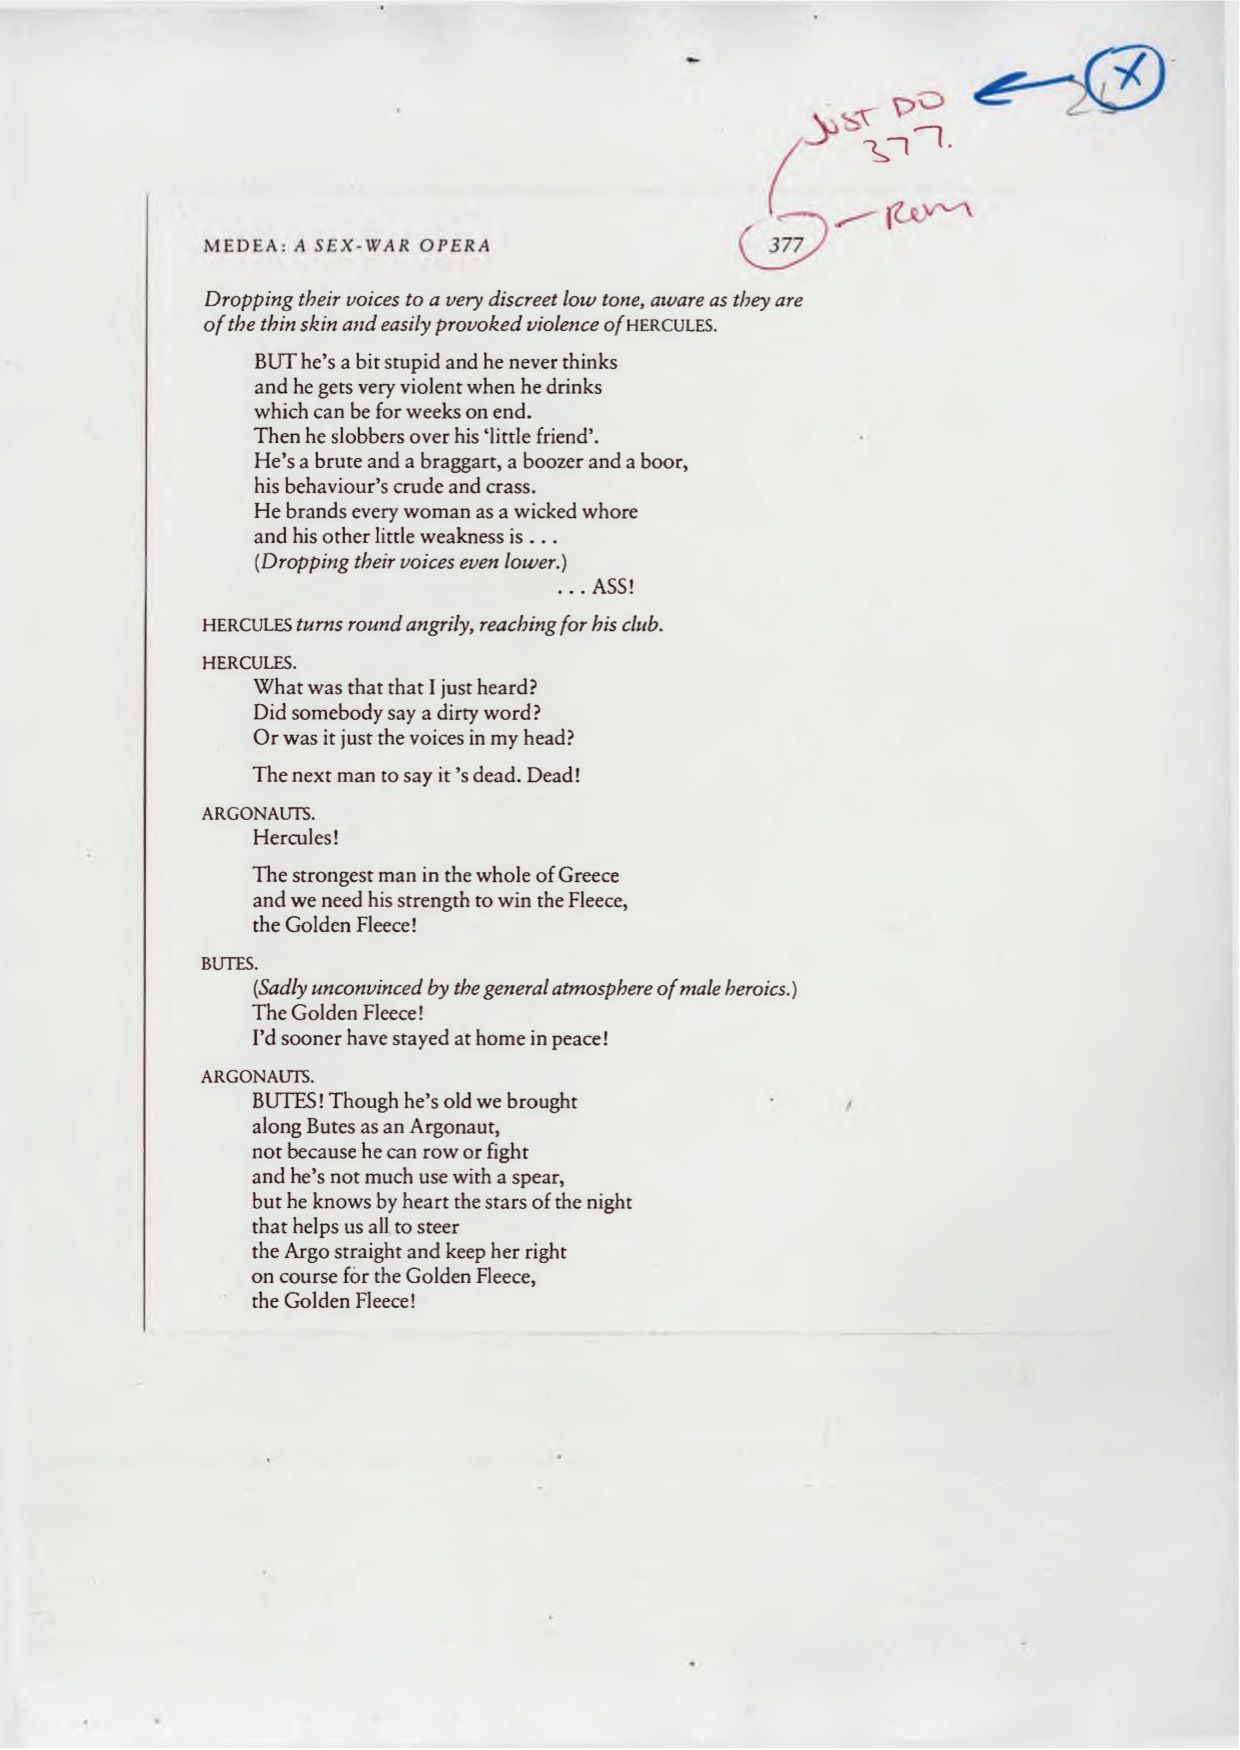 X
26
JUST DO
377.
Rem
MEDEA: A SEX-WAR OPERA 377
Dropping their voices to a very discreet low tone, aware as they are
of the thin skin and easily provoked violence of HERCULES.
BUT he's a bit stupid and he never thinks
and he gets very violent when he drinks
which can be for weeks on end.
Then he slobbers over his ‘little friend’.
He's a brute and a braggart, a boozer and a boor,
his behaviour's crude and crass.
He brands every woman as a wicked whore
and his other little weakness is . . .
(Dropping their voices even lower.)
. . . ASS!
HERCULES turns round angrily, reaching for his club.
HERCULES.
What was that that I just heard?
Did somebody say a dirty word?
Or was it just the voices in my head?
The next man to say it 's dead. Dead!
ARGONAUTS.
Hercules!
The strongest man in the whole of Greece
and we need his strength to win the Fleece,
the Golden Fleece!
BUTES.
(Sadly unconvinced by the general atmosphere of male heroics.)
The Golden Fleece!
I'd sooner have stayed at home in peace!
ARGONAUTS.
BUTES! Though he's old we brought
along Butes as an Argonaut,
not because he can row or fight
and he's not much use with a spear,
but he knows by heart the stars of the night
that helps us all to steer
the Argo straight and keep her right
on course for the Golden Fleece,
the Golden Fleece!